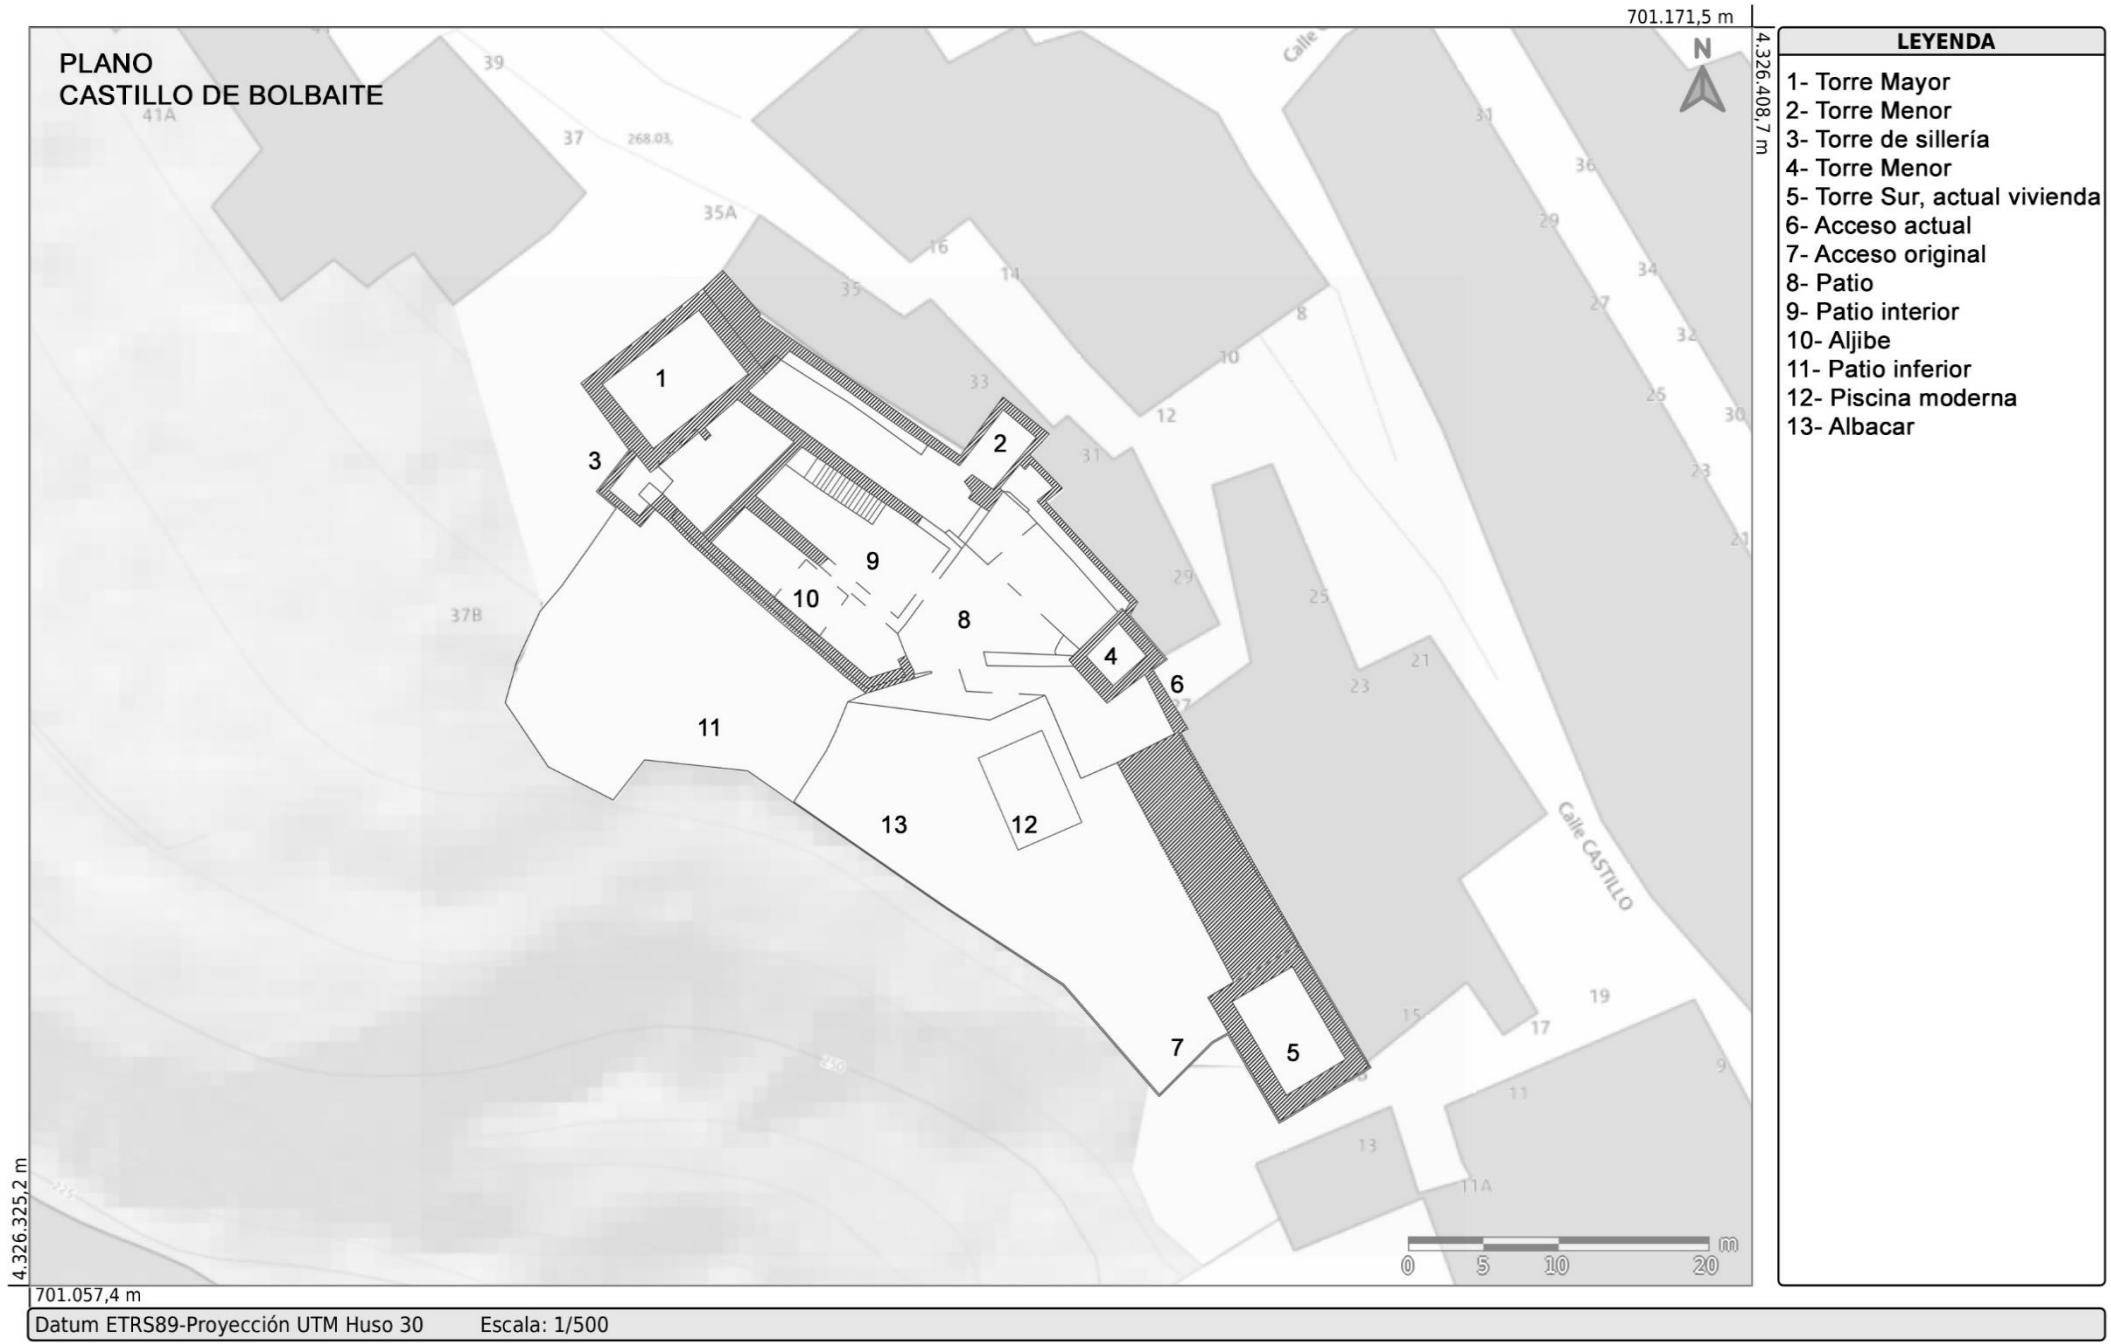 701.171,5 m
4.326.408,7 m
PLANO
CASTILLO DE BOLBAITE
N
LEYENDA
1- Torre Mayor
2- Torre Menor
3- Torre de sillería
4- Torre Menor
5- Torre Sur, actual vivienda
6- Acceso actual
7- Acceso original
8- Patio
9- Patio interior
10- Aljibe
11- Patio inferior
12- Piscina moderna
13- Albacar
Calle
39
41A
37
268.03,
31
36
35A
29
16
14
34
35
27
8
32
10
1
33
25
12
30
2
31
3
23
21
9
29
25
10
37B
8
4
21
6
23
27
11
13
12
Calle CASTILLO
19
15
17
7
5
250
9
11
13
11A
225
0 5 10 20 m
4.326.325,2 m
701.057,4 m
Datum ETRS89-Proyección UTM Huso 30 Escala: 1/500